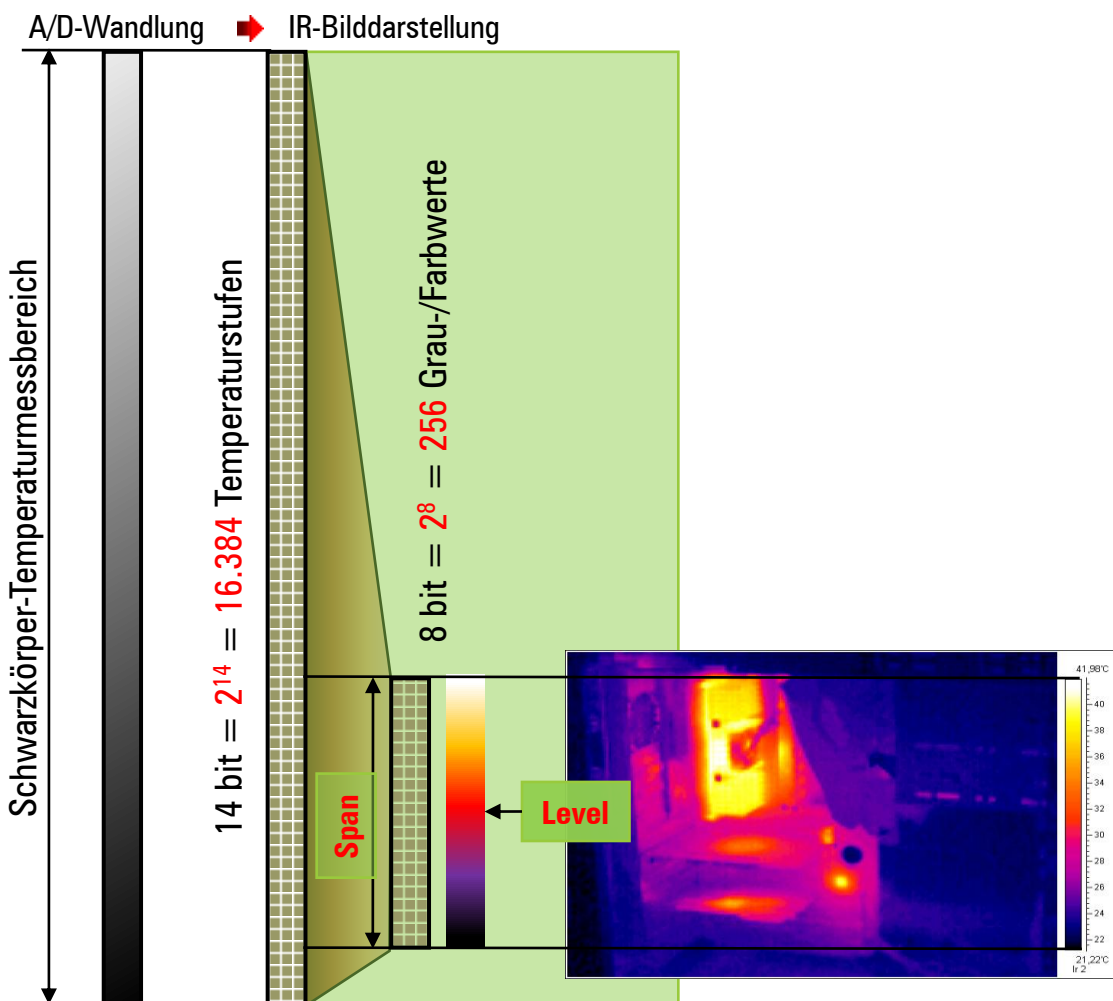 A/D-Wandlung IR-Bilddarstellung
Schwarzkörper-Temperaturmessbereich
14 bit = 2¹⁴ = 16.384 Temperaturstufen
8 bit = 2⁸ = 256 Grau-/Farbwerte
Span
Level
41,98°C
40
38
36
34
32
30
28
26
24
22
21,22°C
Ir 2